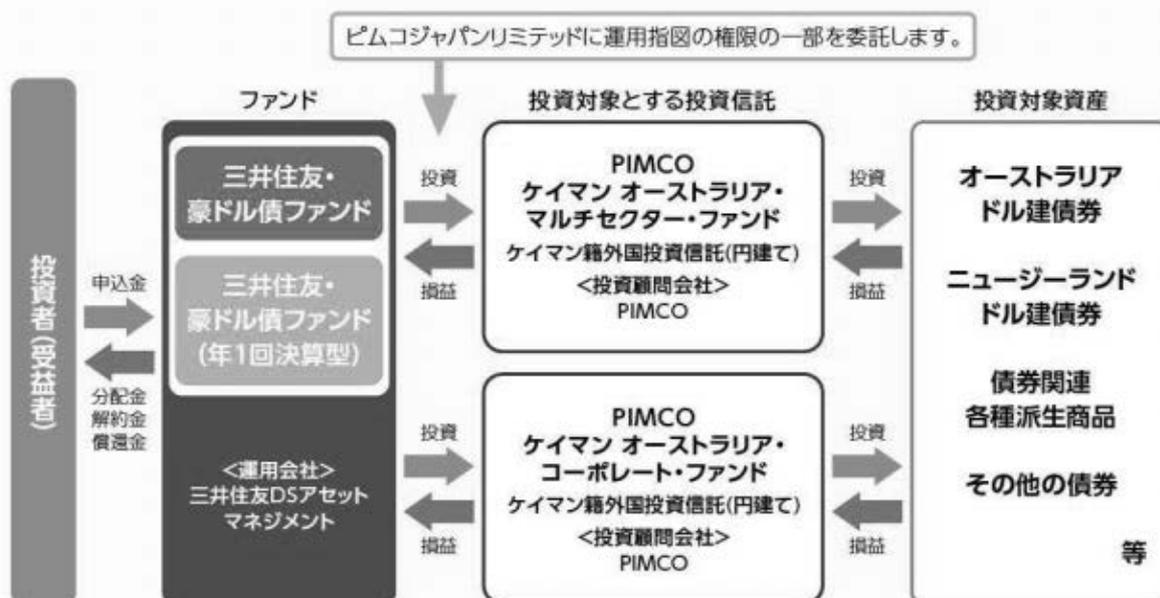 ピムコジャパンリミテッドに運用指図の権限の一部を委託します。
ファンド
投資対象とする投資信託
投資対象資産
投資者(受益者)
申込金
分配金
解約金
償還金
三井住友・
豪ドル債ファンド
三井住友・
豪ドル債ファンド
(年1回決算型)
<運用会社>
三井住友DSアセット
マネジメント
投資
損益
投資
損益
PIMCO
ケイマン オーストラリア・
マルチセクター・ファンド
ケイマン籍外国投資信託(円建て)
<投資顧問会社>
PIMCO
PIMCO
ケイマン オーストラリア・
コーポレート・ファンド
ケイマン籍外国投資信託(円建て)
<投資顧問会社>
PIMCO
投資
損益
投資
損益
オーストラリア
ドル建債券
ニュージーランド
ドル建債券
債券関連
各種派生商品
その他の債券
等